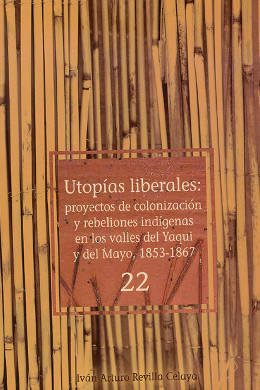 Utopías liberales:
proyectos de colonización
y rebeliones indígenas
en los valles del Yaqui
y del Mayo, 1853-1867
22
Iván Arturo Revilla Celaya